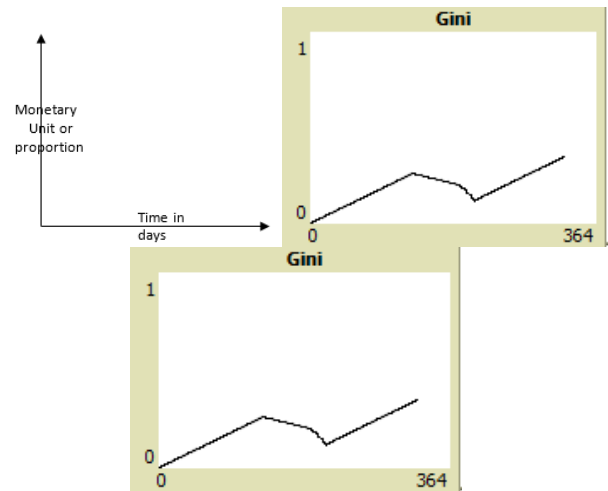 Gini
1
0
0 364
Monetary
Unit or
proportion
Time in
days
Gini
1
0
0 364